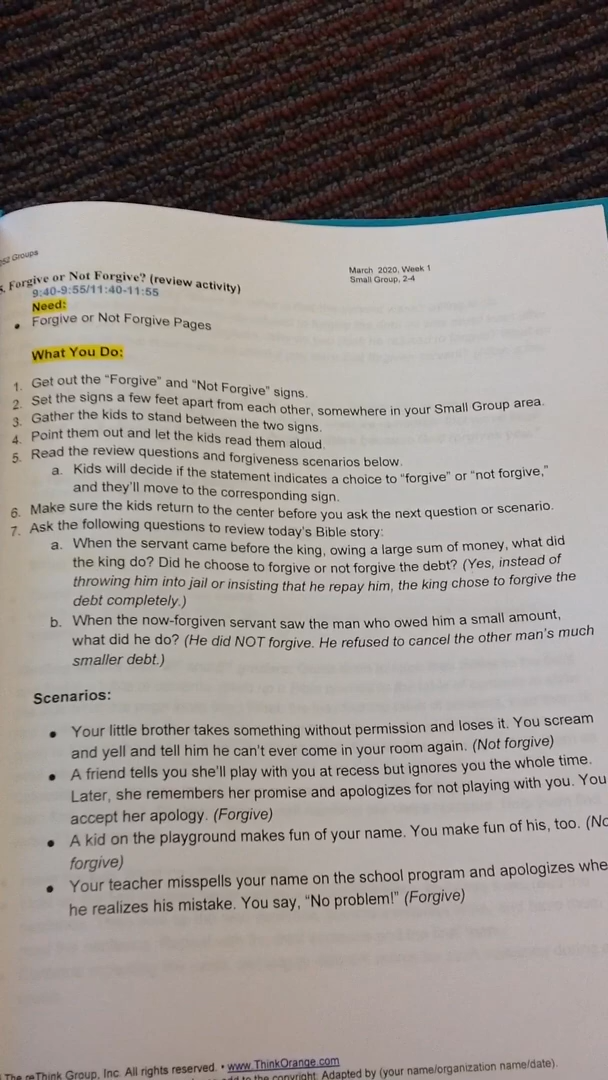 252 Groups
March 2020, Week 1
Small Group, 2-4
5. Forgive or Not Forgive? (review activity)
9:40-9:55/11:40-11:55
Need:
• Forgive or Not Forgive Pages
What You Do:
1. Get out the “Forgive” and “Not Forgive” signs.
2. Set the signs a few feet apart from each other, somewhere in your Small Group area.
3. Gather the kids to stand between the two signs.
4. Point them out and let the kids read them aloud.
5. Read the review questions and forgiveness scenarios below.
a. Kids will decide if the statement indicates a choice to “forgive” or “not forgive,”
and they’ll move to the corresponding sign.
6. Make sure the kids return to the center before you ask the next question or scenario.
7. Ask the following questions to review today’s Bible story:
a. When the servant came before the king, owing a large sum of money, what did
the king do? Did he choose to forgive or not forgive the debt? (Yes, instead of
throwing him into jail or insisting that he repay him, the king chose to forgive the
debt completely.)
b. When the now-forgiven servant saw the man who owed him a small amount,
what did he do? (He did NOT forgive. He refused to cancel the other man’s much
smaller debt.)
Scenarios:
• Your little brother takes something without permission and loses it. You scream
and yell and tell him he can’t ever come in your room again. (Not forgive)
• A friend tells you she’ll play with you at recess but ignores you the whole time.
Later, she remembers her promise and apologizes for not playing with you. You
accept her apology. (Forgive)
• A kid on the playground makes fun of your name. You make fun of his, too. (No
forgive)
• Your teacher misspells your name on the school program and apologizes whe
he realizes his mistake. You say, “No problem!” (Forgive)
The reThink Group, Inc. All rights reserved. • www.ThinkOrange.com
add to the copyright: Adapted by (your name/organization name/date).